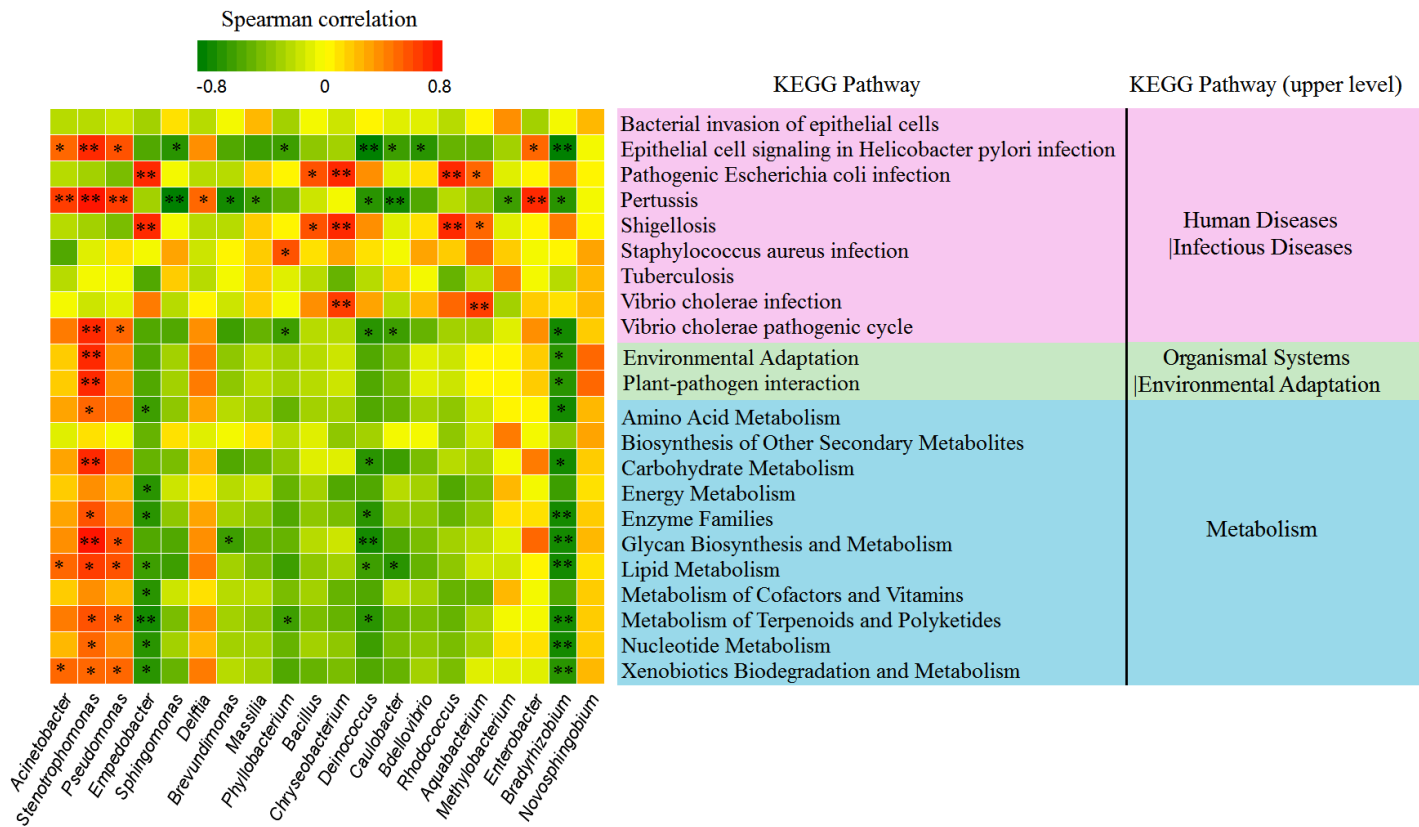 Spearman correlation
-0.8 0 0.8
KEGG Pathway
KEGG Pathway (upper level)
* ** * * * ** * * * **
** * ** ** *
** ** ** ** * * * * ** * ** *
** * ** ** *
*
** **
** * * * * *
** *
** *
* * *
** * *
*
* * * **
** * * ** **
* * * * * * **
*
* * ** * * **
* * **
* * * * **
Bacterial invasion of epithelial cells
Epithelial cell signaling in Helicobacter pylori infection
Pathogenic Escherichia coli infection
Pertussis
Shigellosis
Staphylococcus aureus infection
Tuberculosis
Vibrio cholerae infection
Vibrio cholerae pathogenic cycle
Human Diseases
|Infectious Diseases
Environmental Adaptation
Plant-pathogen interaction
Organismal Systems
|Environmental Adaptation
Amino Acid Metabolism
Biosynthesis of Other Secondary Metabolites
Carbohydrate Metabolism
Energy Metabolism
Enzyme Families
Glycan Biosynthesis and Metabolism
Lipid Metabolism
Metabolism of Cofactors and Vitamins
Metabolism of Terpenoids and Polyketides
Nucleotide Metabolism
Xenobiotics Biodegradation and Metabolism
Metabolism
Acinetobacter
Stenotrophomonas
Pseudomonas
Empedobacter
Sphingomonas
Delftia
Brevundimonas
Massilia
Phyllobacterium
Bacillus
Chryseobacterium
Deinococcus
Caulobacter
Bdellovibrio
Rhodococcus
Aquabacterium
Methylobacterium
Enterobacter
Bradyrhizobium
Novosphingobium